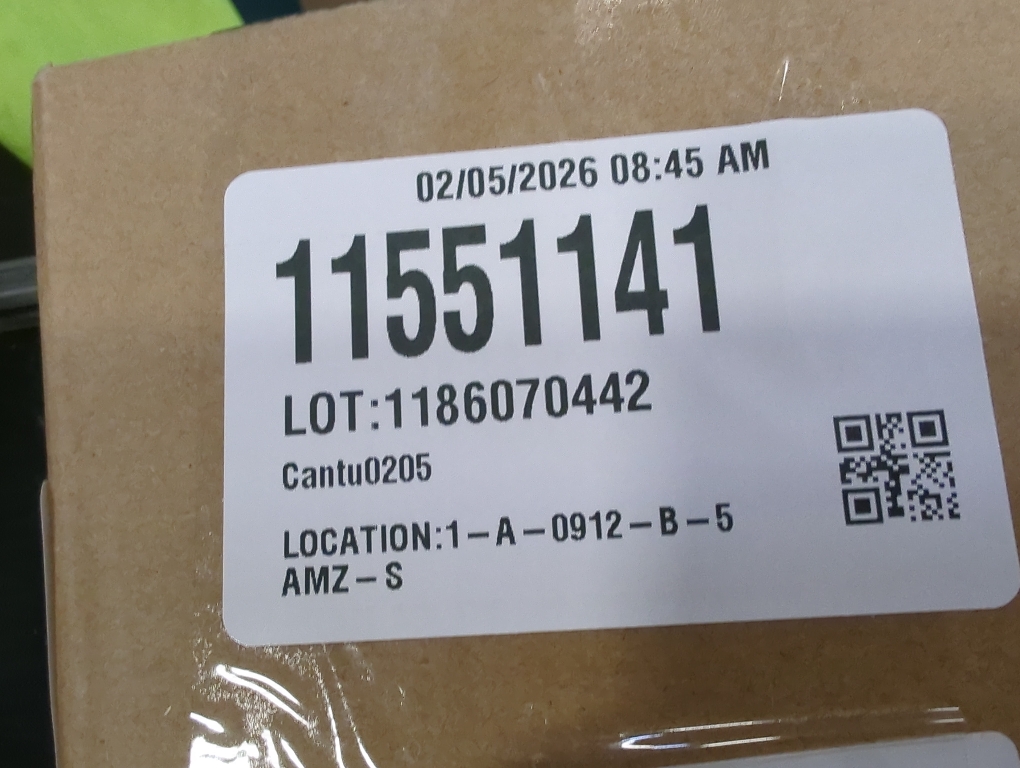 02/05/2026 08:45 AM
11551141
LOT:1186070442
Cantu0205
LOCATION:1-A-0912-B-5
AMZ-S